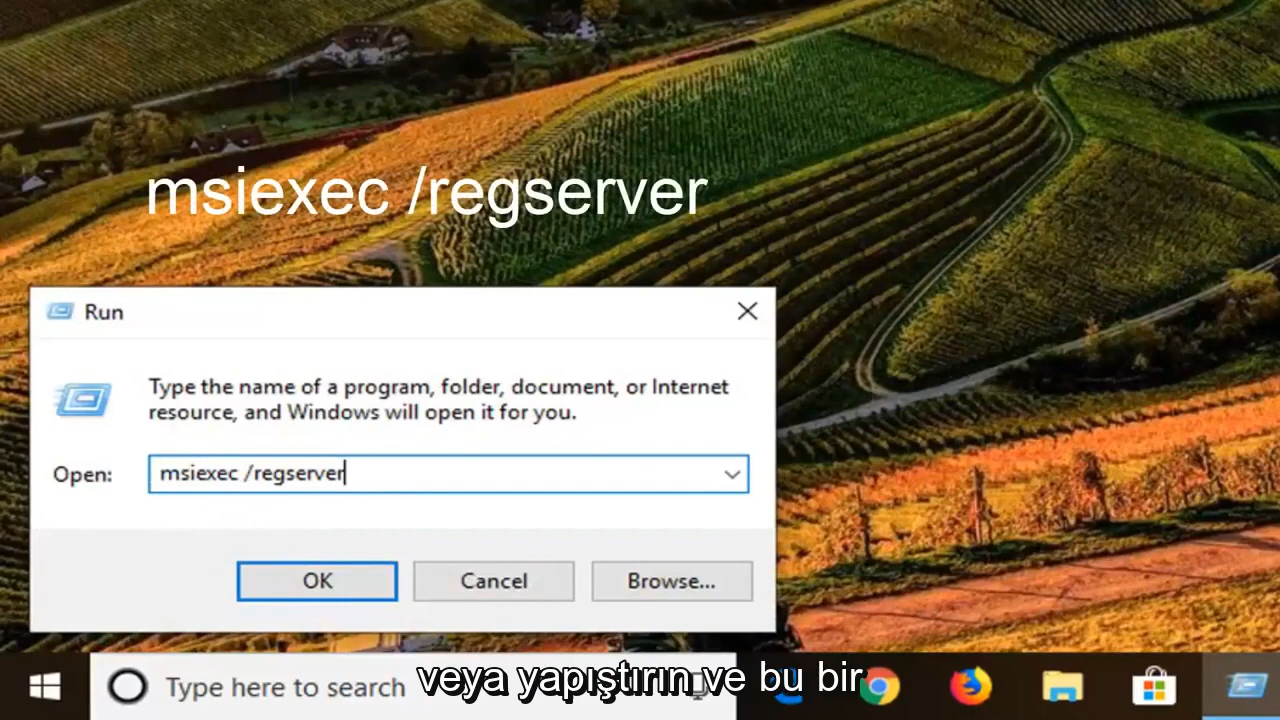 msiexec /regserver
Run
Type the name of a program, folder, document, or Internet
resource, and Windows will open it for you.
Open:
msiexec /regserver
OK
Cancel
Browse...
Type here to search
veya yapıştırın ve bu bir